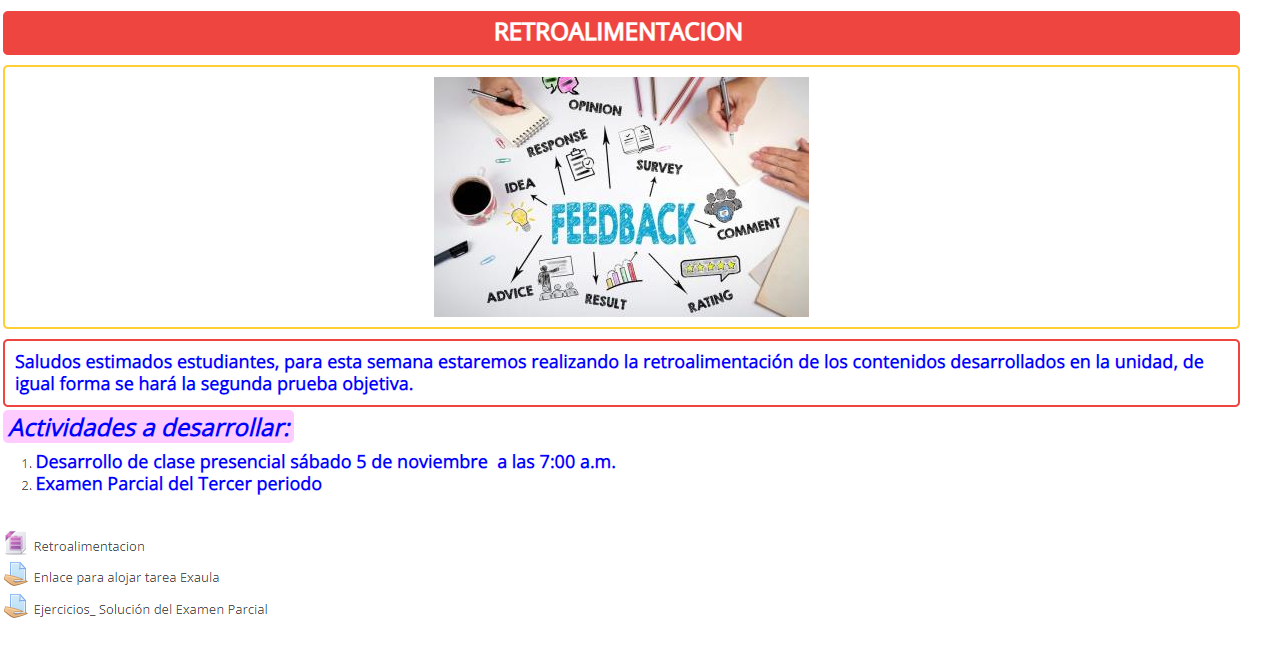 RETROALIMENTACION
OPINION
RESPONSE
SURVEY
IDEA
FEEDBACK
COMMENT
ADVICE
RESULT
RATING
Saludos estimados estudiantes, para esta semana estaremos realizando la retroalimentación de los contenidos desarrollados en la unidad, de
igual forma se hará la segunda prueba objetiva.
Actividades a desarrollar:
1. Desarrollo de clase presencial sábado 5 de noviembre  a las 7:00 a.m.
2. Examen Parcial del Tercer periodo
Retroalimentacion
Enlace para alojar tarea Exaula
Ejercicios_ Solución del Examen Parcial